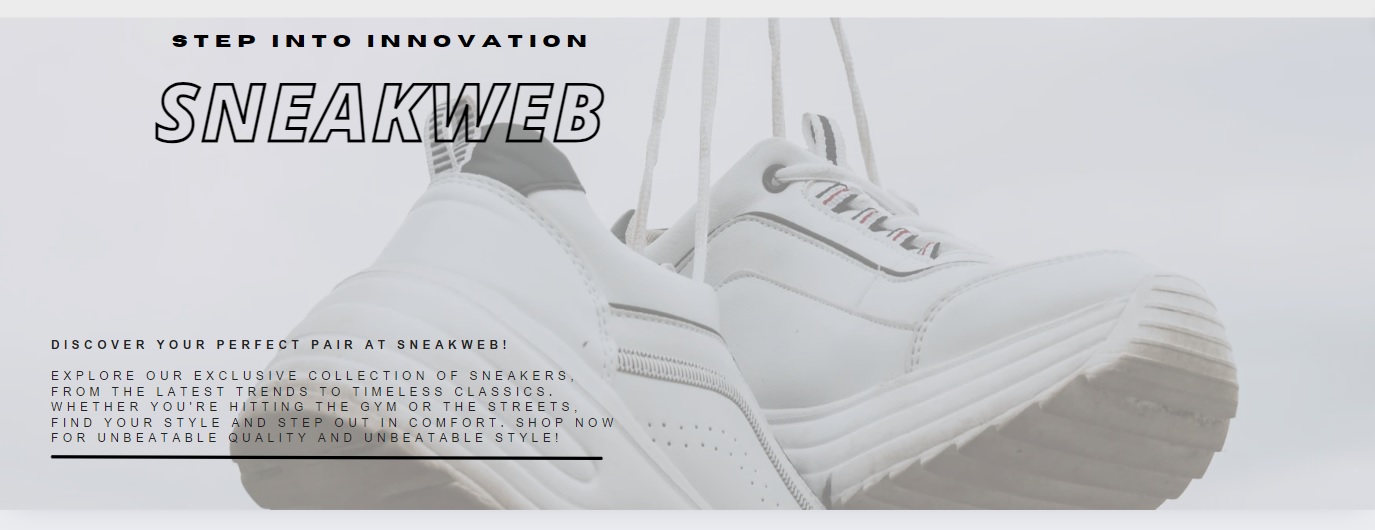 STEP INTO INNOVATION
SNEAKWEB
DISCOVER YOUR PERFECT PAIR AT SNEAKWEB!
EXPLORE OUR EXCLUSIVE COLLECTION OF SNEAKERS,
FROM THE LATEST TRENDS TO TIMELESS CLASSICS.
WHETHER YOU'RE HITTING THE GYM OR THE STREETS,
FIND YOUR STYLE AND STEP OUT IN COMFORT. SHOP NOW
FOR UNBEATABLE QUALITY AND UNBEATABLE STYLE!